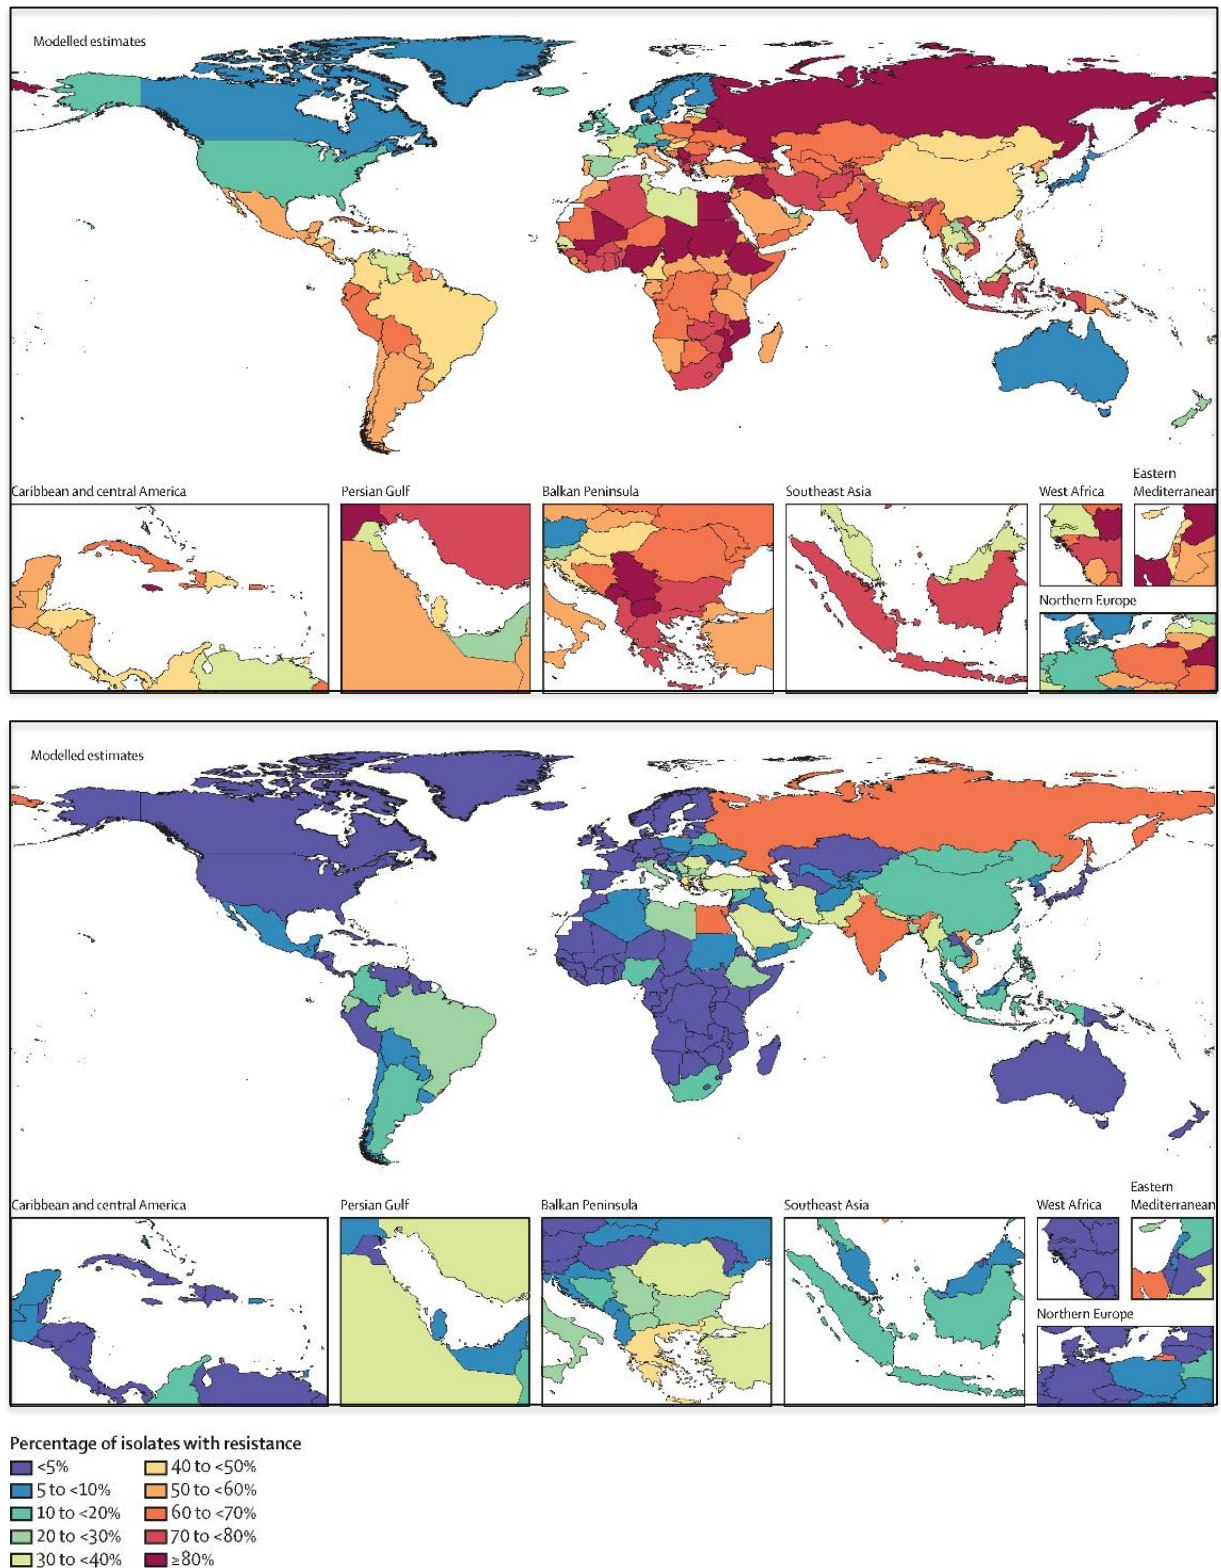 Modelled estimates
Caribbean and central America
Persian Gulf
Balkan Peninsula
Southeast Asia
West Africa
Eastern
Mediterranean
Northern Europe
Modelled estimates
Caribbean and central America
Persian Gulf
Balkan Peninsula
Southeast Asia
West Africa
Eastern
Mediterranean
Northern Europe
Percentage of isolates with resistance
<5%
5 to <10%
10 to <20%
20 to <30%
30 to <40%
40 to <50%
50 to <60%
60 to <70%
70 to <80%
≥80%